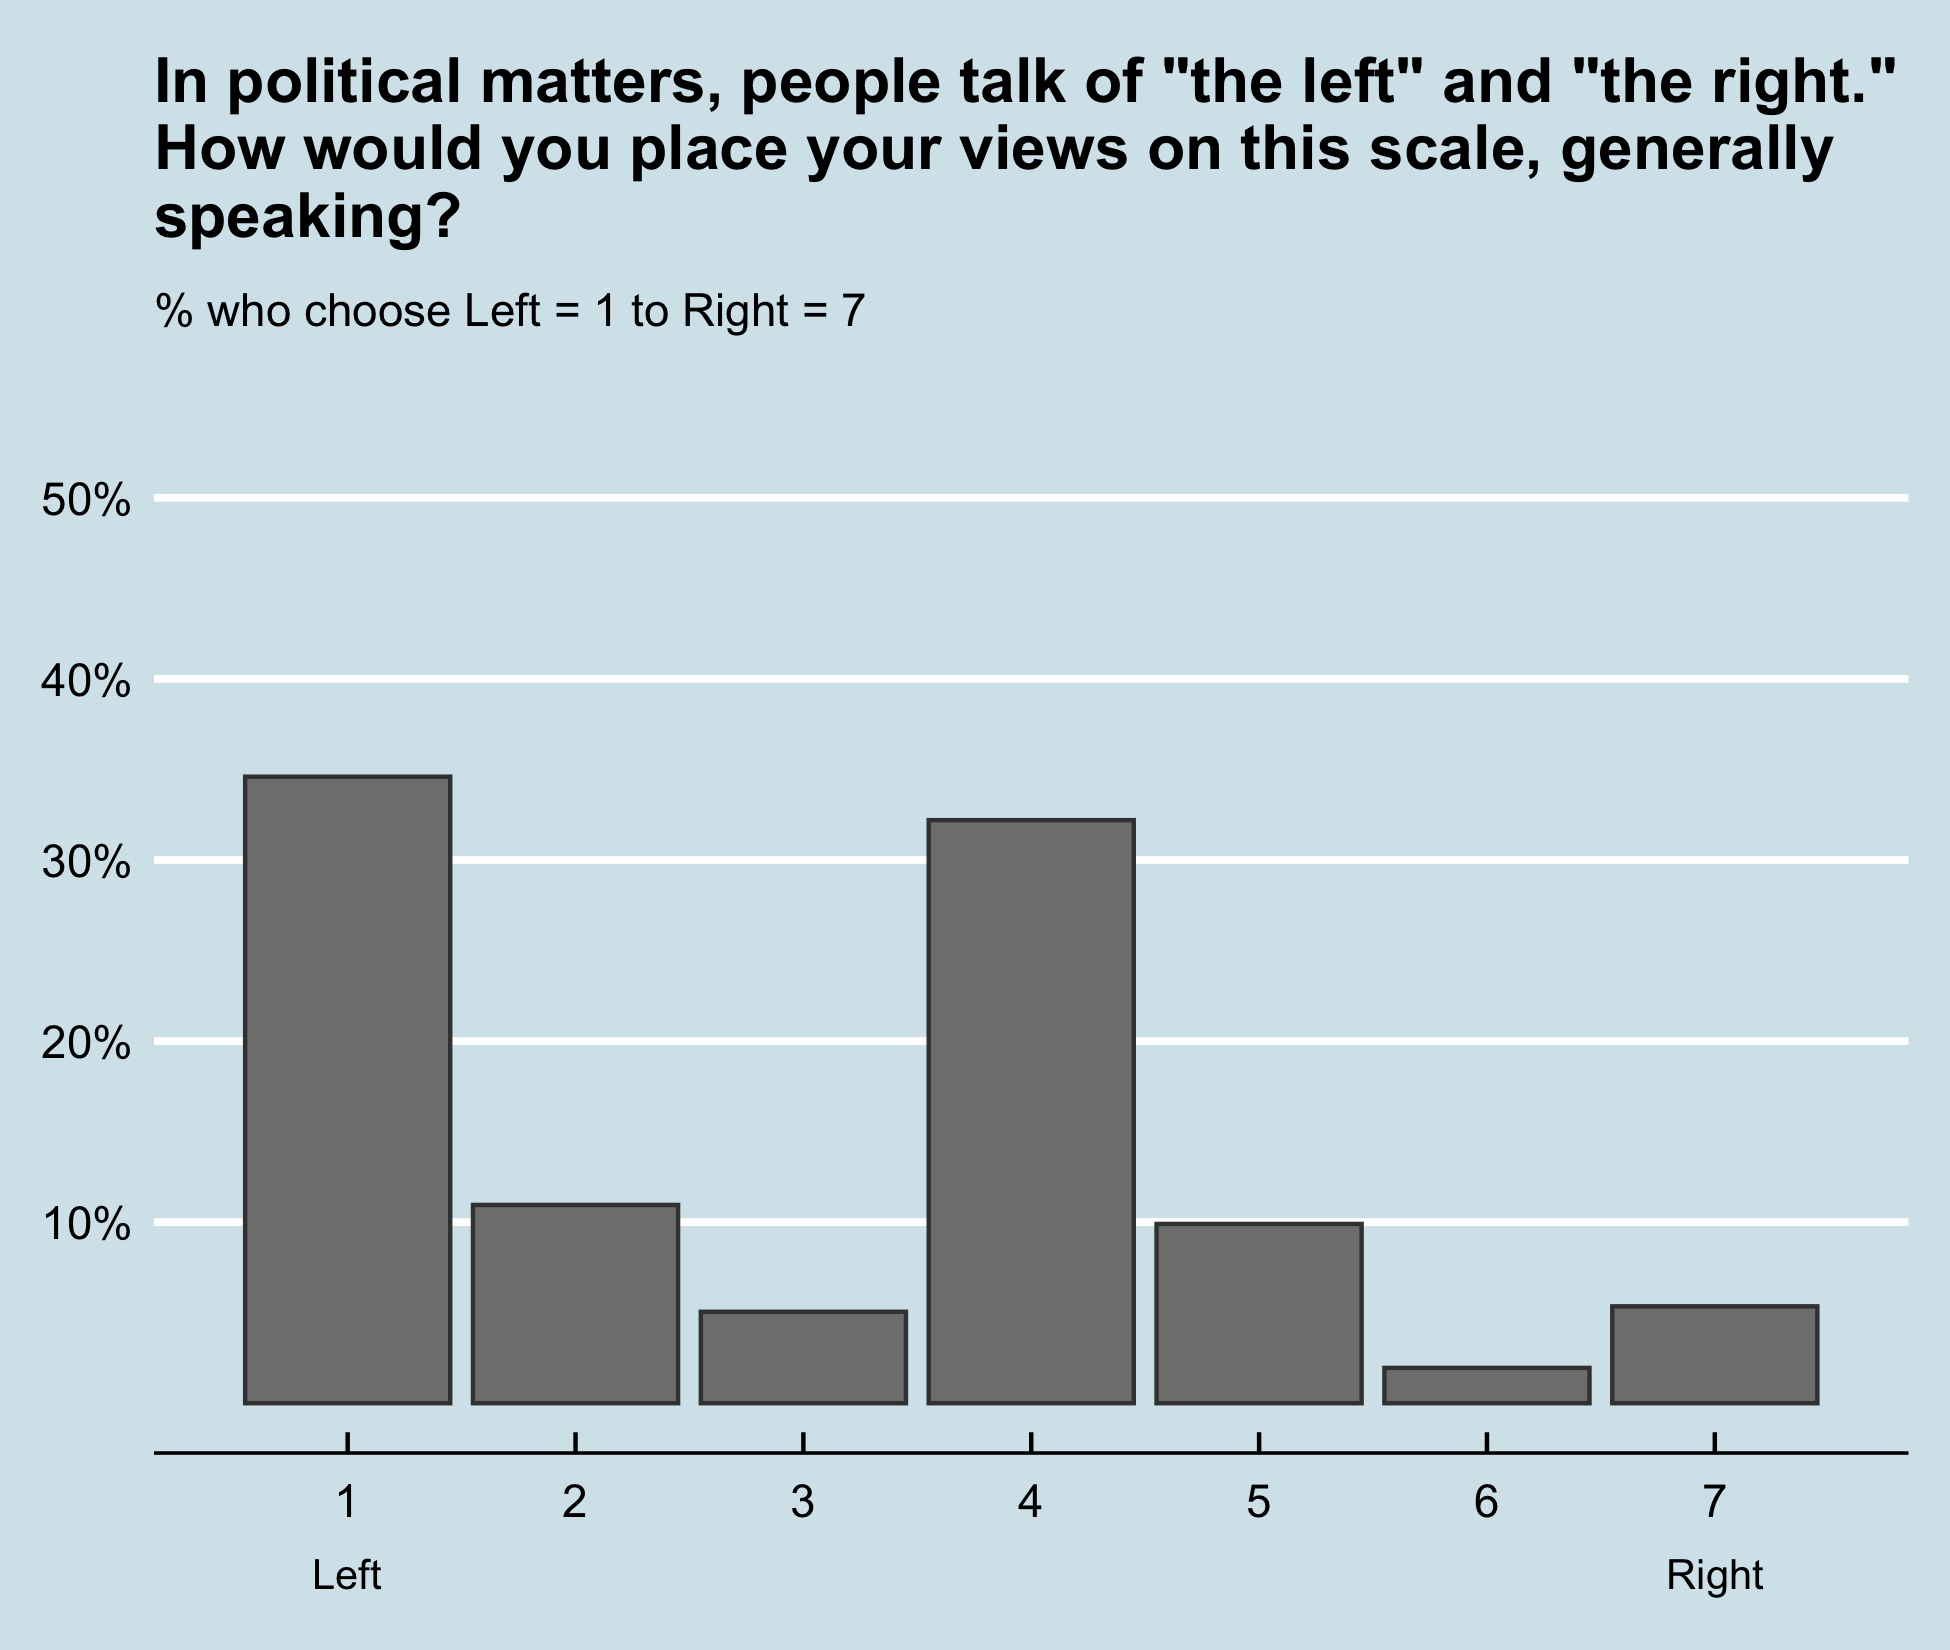 In political matters, people talk of "the left" and "the right."
How would you place your views on this scale, generally
speaking?
% who choose Left = 1 to Right = 7
50%
40%
30%
20%
10%
1 2 3 4 5 6 7
Left Right